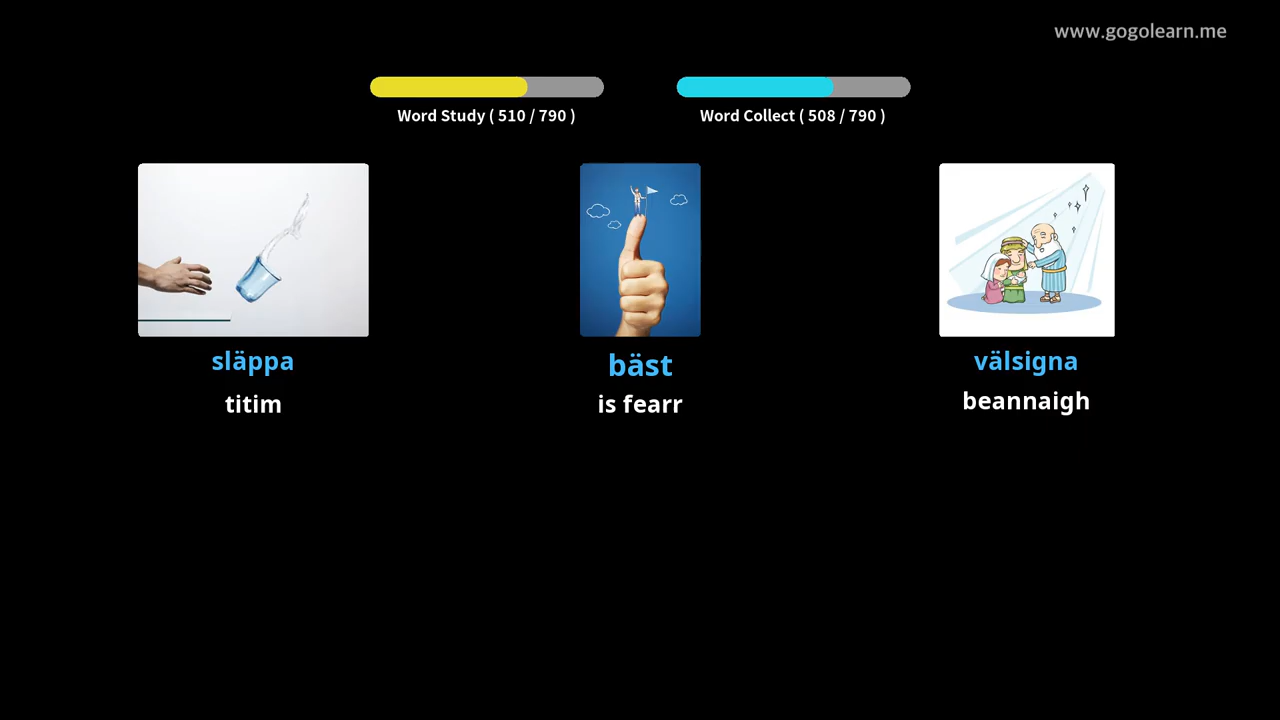 www.gogolearn.me
Word Study ( 510 / 790 )
Word Collect ( 508 / 790 )
släppa
bäst
välsigna
titim
is fearr
beannaigh